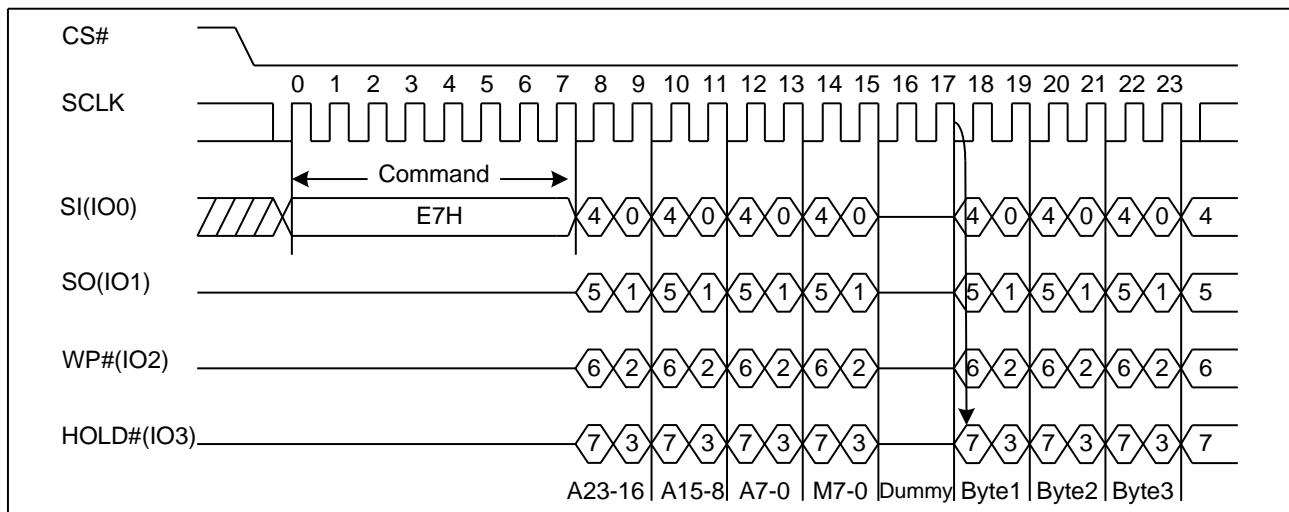 CS#
0 1 2 3 4 5 6 7 8 9 10 11 12 13 14 15 16 17 18 19 20 21 22 23
SCLK
Command
SI(IO0) E7H 4 0 4 0 4 0 4 0 4 0 4 0 4 0 4
SO(IO1) 5 1 5 1 5 1 5 1 5 1 5 1 5 1 5
WP#(IO2) 6 2 6 2 6 2 6 2 6 2 6 2 6 2 6
HOLD#(IO3) 7 3 7 3 7 3 7 3 7 3 7 3 7 3 7
A23-16 A15-8 A7-0 M7-0 Dummy Byte1 Byte2 Byte3